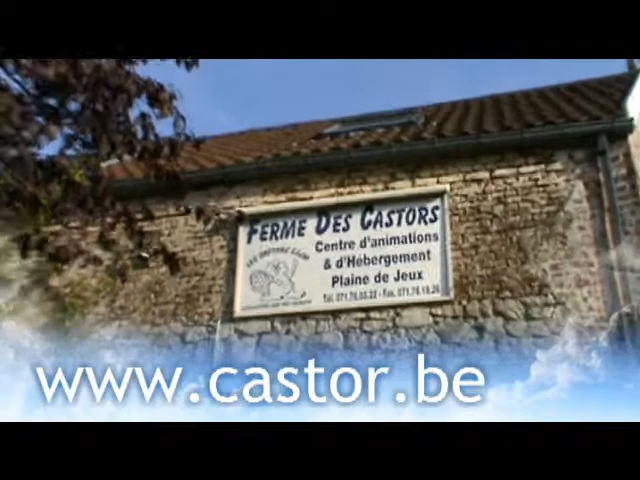 FERME DES CASTORS
Centre d'animations
& d'Hébergement
Plaine de Jeux
www.castor.be